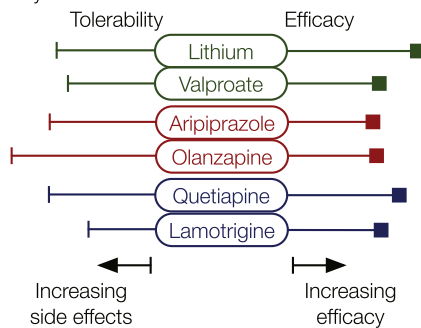 Tolerability Efficacy
Lithium
Valproate
Aripiprazole
Olanzapine
Quetiapine
Lamotrigine
Increasing Increasing
side effects efficacy